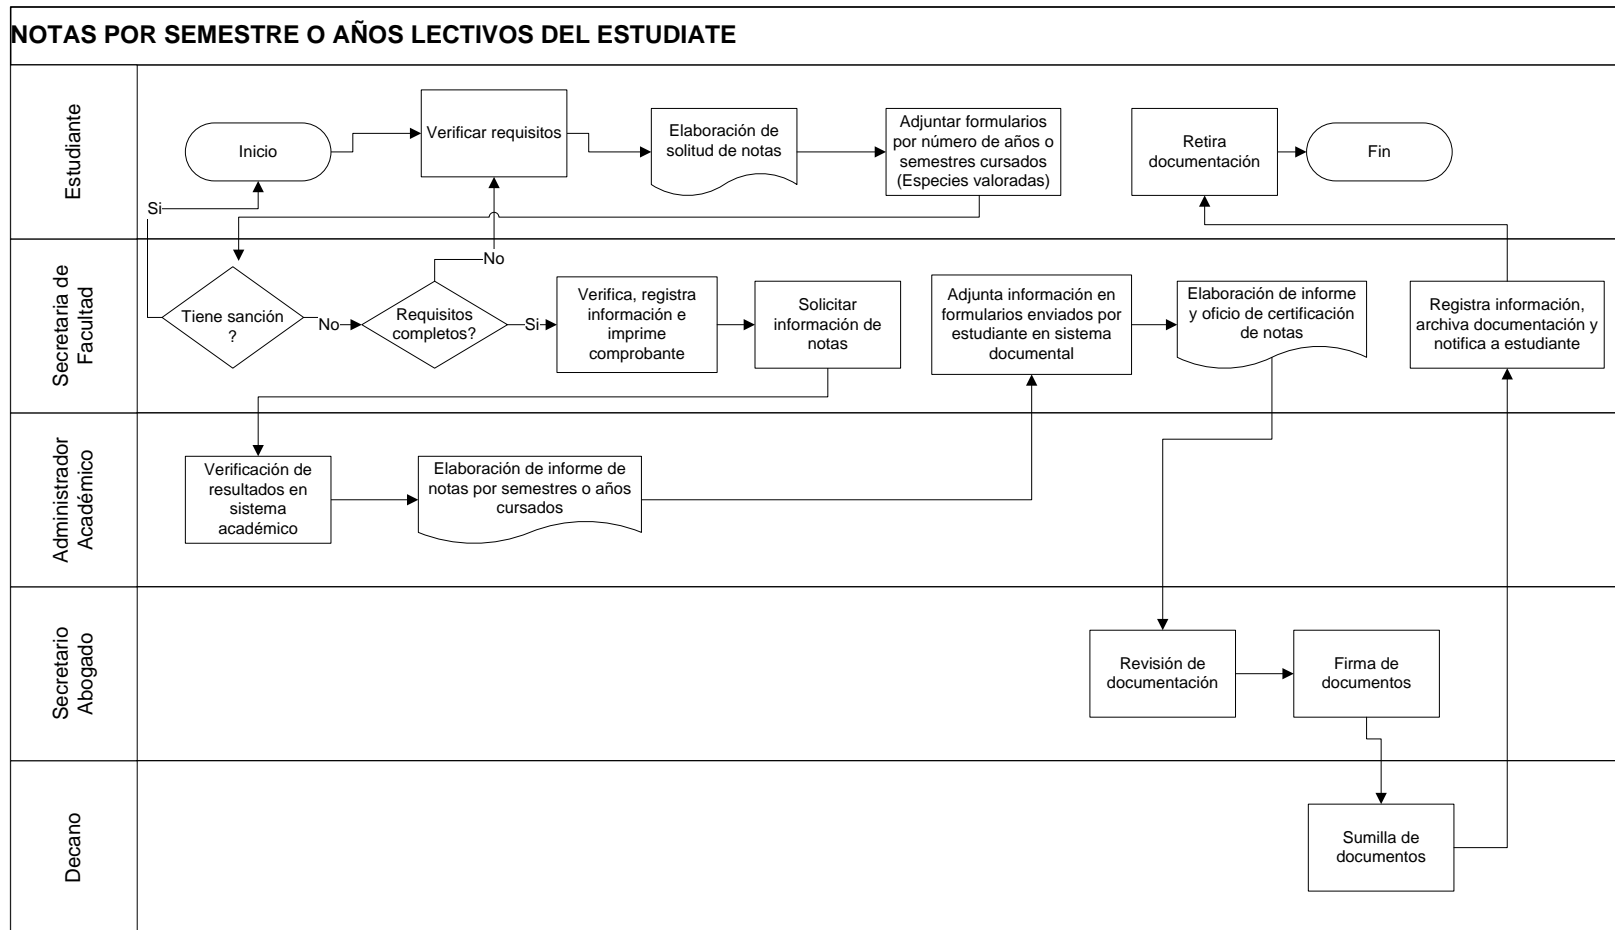 NOTAS POR SEMESTRE O AÑOS LECTIVOS DEL ESTUDIATE
Estudiante
Inicio
Verificar requisitos
Elaboración de
solitud de notas
Adjuntar formularios
por número de años o
semestres cursados
(Especies valoradas)
Retira
documentación
Fin
Si
Secretaria de
Facultad
Tiene sanción
?
No
Requisitos
completos?
No
Si
Verifica, registra
información e
imprime
comprobante
Solicitar
información de
notas
Adjunta información en
formularios enviados por
estudiante en sistema
documental
Elaboración de informe
y oficio de certificación
de notas
Registra información,
archiva documentación y
notifica a estudiante
Administrador
Académico
Verificación de
resultados en
sistema
académico
Elaboración de informe de
notas por semestres o años
cursados
Secretario
Abogado
Revisión de
documentación
Firma de
documentos
Decano
Sumilla de
documentos